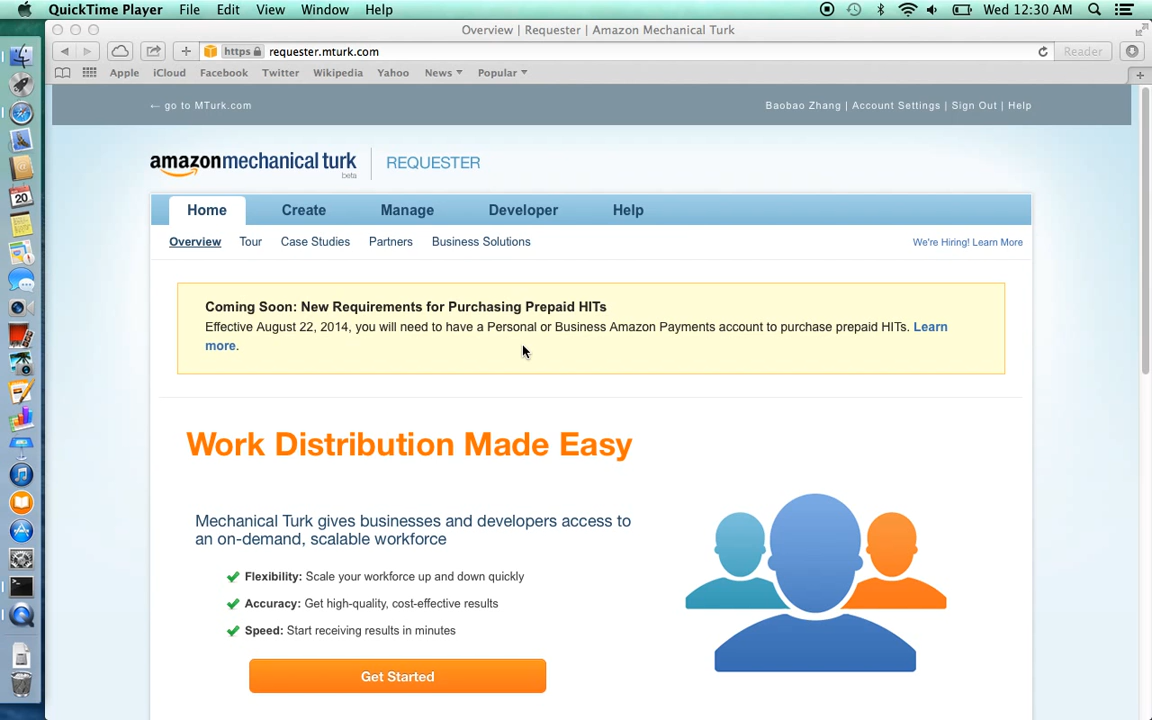 QuickTime Player File Edit View Window Help Wed 12:30 AM
Overview | Requester | Amazon Mechanical Turk
https requester.mturk.com Reader
Apple iCloud Facebook Twitter Wikipedia Yahoo News Popular
← go to MTurk.com Baobao Zhang | Account Settings | Sign Out | Help
amazonmechanical turk REQUESTER
beta
Home Create Manage Developer Help
Overview Tour Case Studies Partners Business Solutions We're Hiring! Learn More
Coming Soon: New Requirements for Purchasing Prepaid HITs
Effective August 22, 2014, you will need to have a Personal or Business Amazon Payments account to purchase prepaid HITs. Learn
more.
Work Distribution Made Easy
Mechanical Turk gives businesses and developers access to
an on-demand, scalable workforce
Flexibility: Scale your workforce up and down quickly
Accuracy: Get high-quality, cost-effective results
Speed: Start receiving results in minutes
Get Started
20